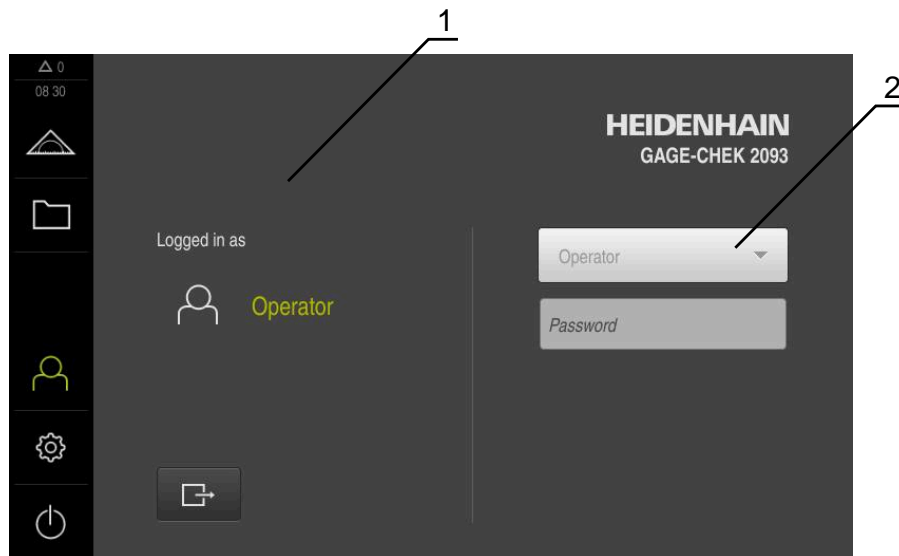 1
0
08 30
2
HEIDENHAIN
GAGE-CHEK 2093
Logged in as
Operator
Operator
Password